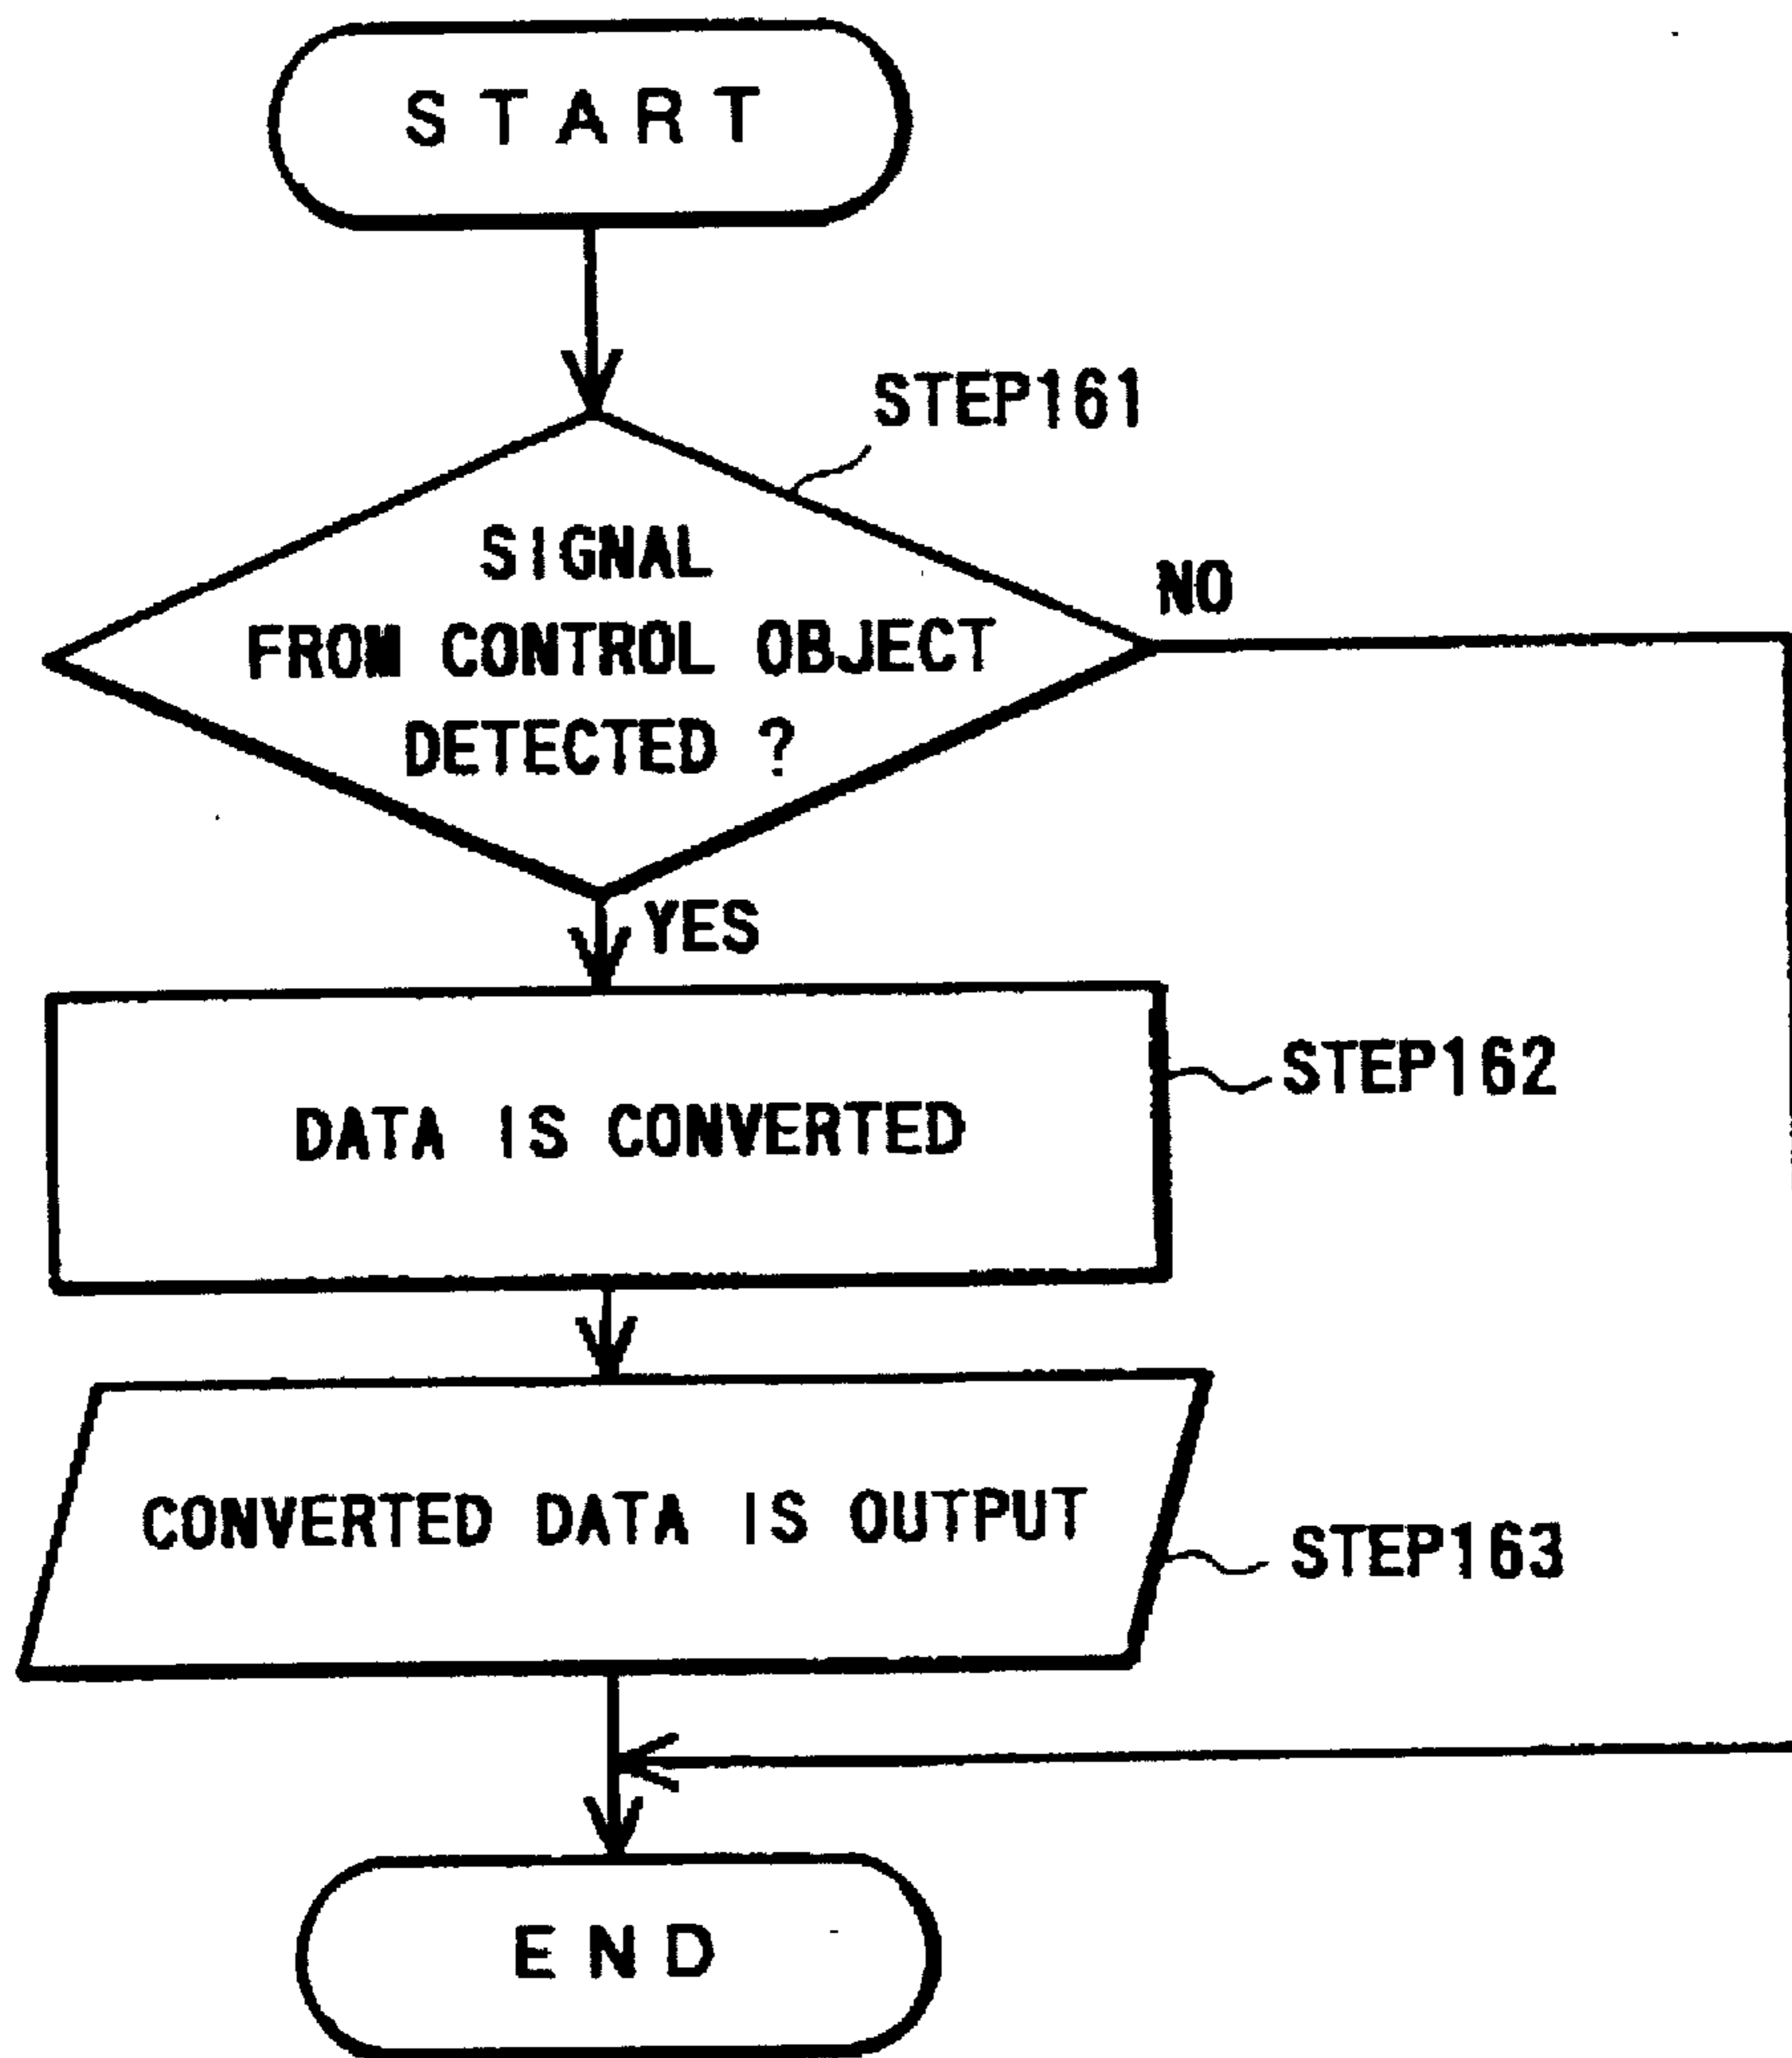 START
STEP161
SIGNAL
FROM CONTROL OBJECT
DETECTED ?
NO
YES
STEP162
DATA IS CONVERTED
CONVERTED DATA IS OUTPUT
STEP163
END